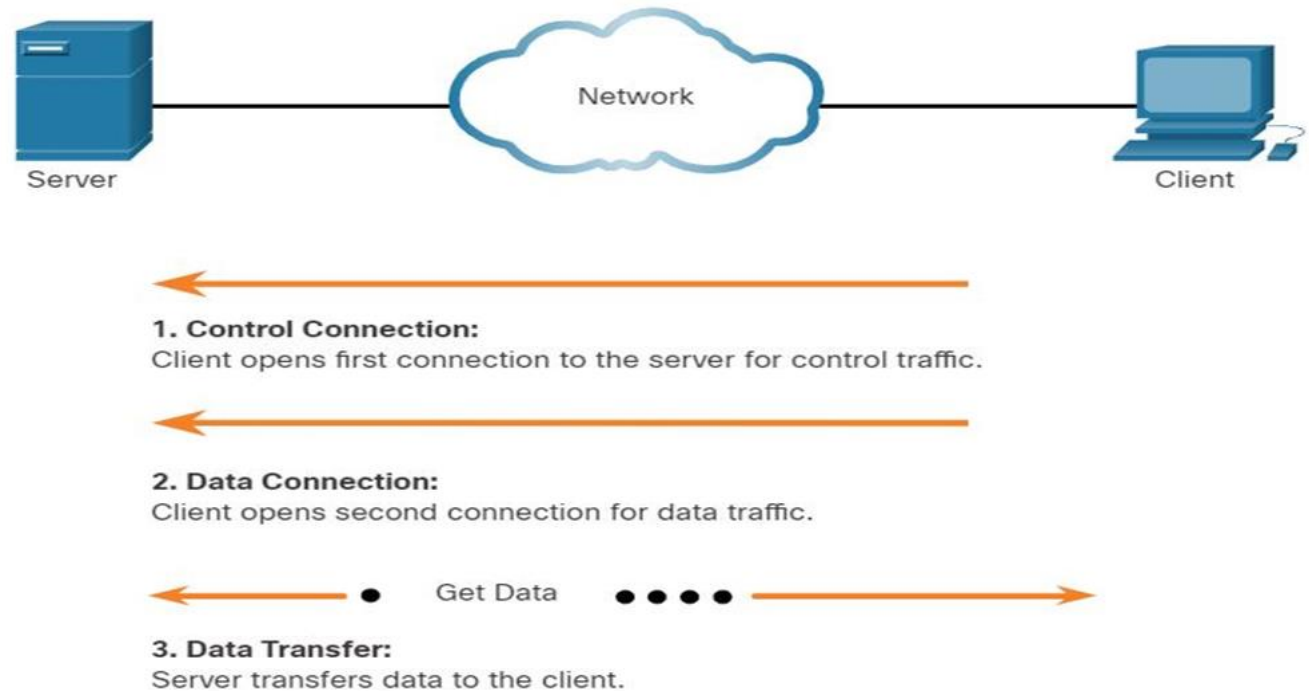 Network
Server
Client
1. Control Connection:
Client opens first connection to the server for control traffic.
2. Data Connection:
Client opens second connection for data traffic.
Get Data
3. Data Transfer:
Server transfers data to the client.